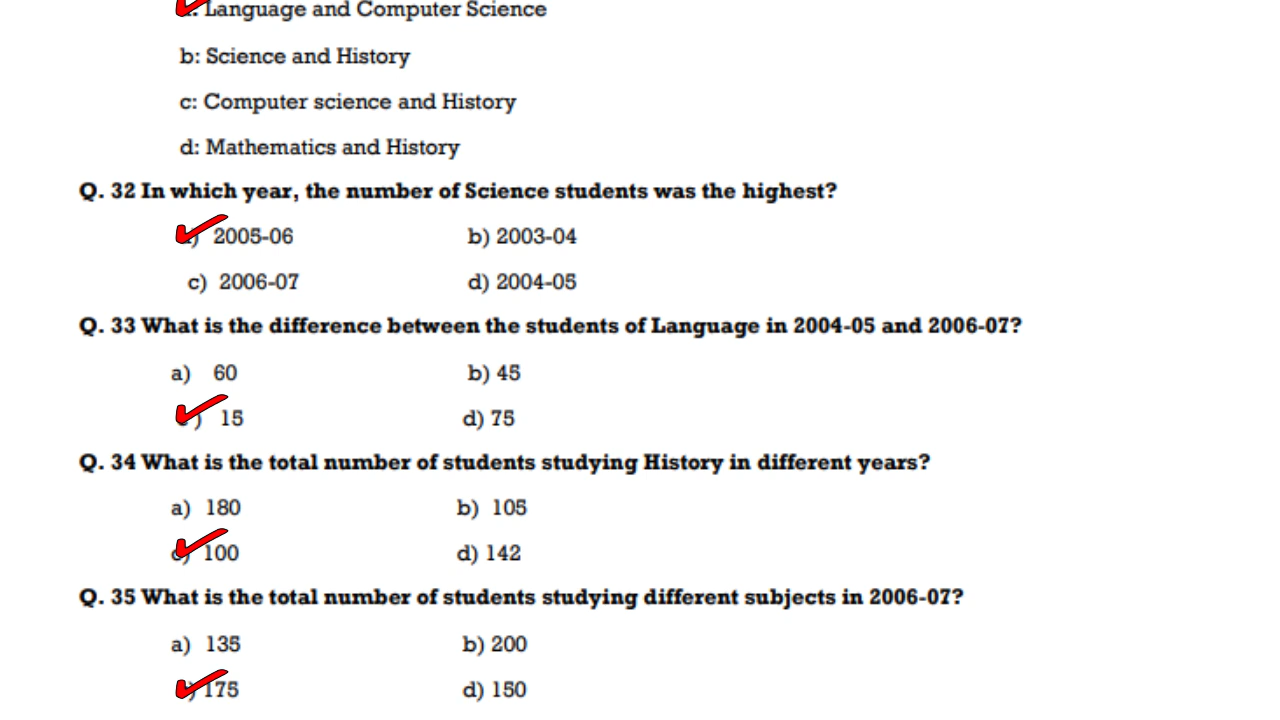 Language and Computer Science
b: Science and History
c: Computer science and History
d: Mathematics and History
Q. 32 In which year, the number of Science students was the highest?
2005-06 b) 2003-04
c) 2006-07 d) 2004-05
Q. 33 What is the difference between the students of Language in 2004-05 and 2006-07?
a) 60 b) 45
) 15 d) 75
Q. 34 What is the total number of students studying History in different years?
a) 180 b) 105
c) 100 d) 142
Q. 35 What is the total number of students studying different subjects in 2006-07?
a) 135 b) 200
) 175 d) 150